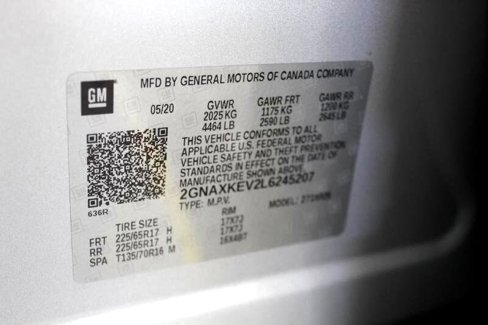 GM
MFD BY GENERAL MOTORS OF CANADA COMPANY
05/20 GVWR GAWR FRT GAWR RR
2025 KG 1175 KG 1200 KG
4464 LB 2590 LB 2645 LB
THIS VEHICLE CONFORMS TO ALL
APPLICABLE U.S. FEDERAL MOTOR
VEHICLE SAFETY AND THEFT PREVENTION
STANDARDS IN EFFECT ON THE DATE OF
MANUFACTURE SHOWN ABOVE
2GNAXKEV2L6245207
TYPE: M.P.V. MODEL:
636R
TIRE SIZE RIM
FRT 225/65R17 H 17X7J
RR 225/65R17 H 17X7J
SPA T135/70R16 M 16X4BT